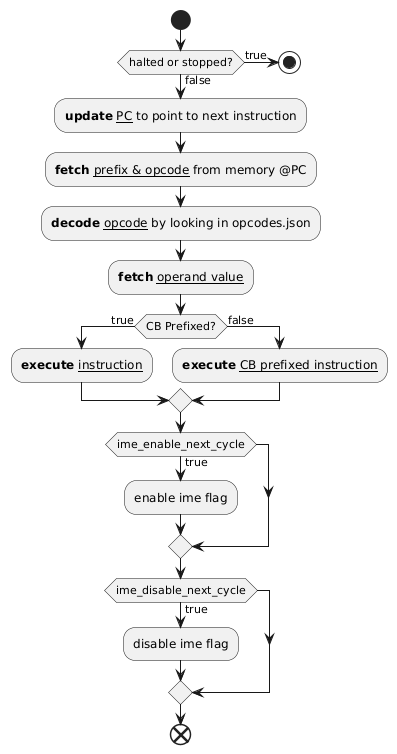 halted or stopped?
true
false
update PC to point to next instruction
fetch prefix & opcode from memory @PC
decode opcode by looking in opcodes.json
fetch operand value
true
CB Prefixed?
false
execute instruction
execute CB prefixed instruction
ime_enable_next_cycle
true
enable ime flag
ime_disable_next_cycle
true
disable ime flag